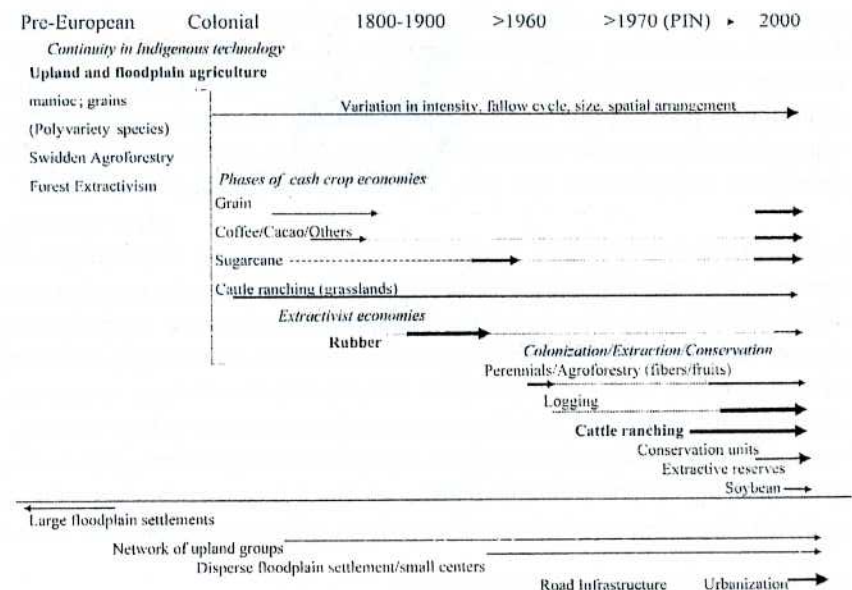 Pre-European Colonial 1800-1900 >1960 >1970 (PIN) ▸ 2000
Continuity in Indigenous technology
Upland and floodplain agriculture
manioc; grains
Variation in intensity, fallow cycle, size, spatial arrangement
(Polyvariety species)
Swidden Agroforestry
Forest Extractivism
Phases of cash crop economies
Grain
Coffee/Cacao/Others
Sugarcane
Cattle ranching (grasslands)
Extractivist economies
Rubber
Colonization/Extraction/Conservation
Perennials/Agroforestry (fibers/fruits)
Logging
Cattle ranching
Conservation units
Extractive reserves
Soybean
Large floodplain settlements
Network of upland groups
Disperse floodplain settlement/small centers
Road Infrastructure Urbanization